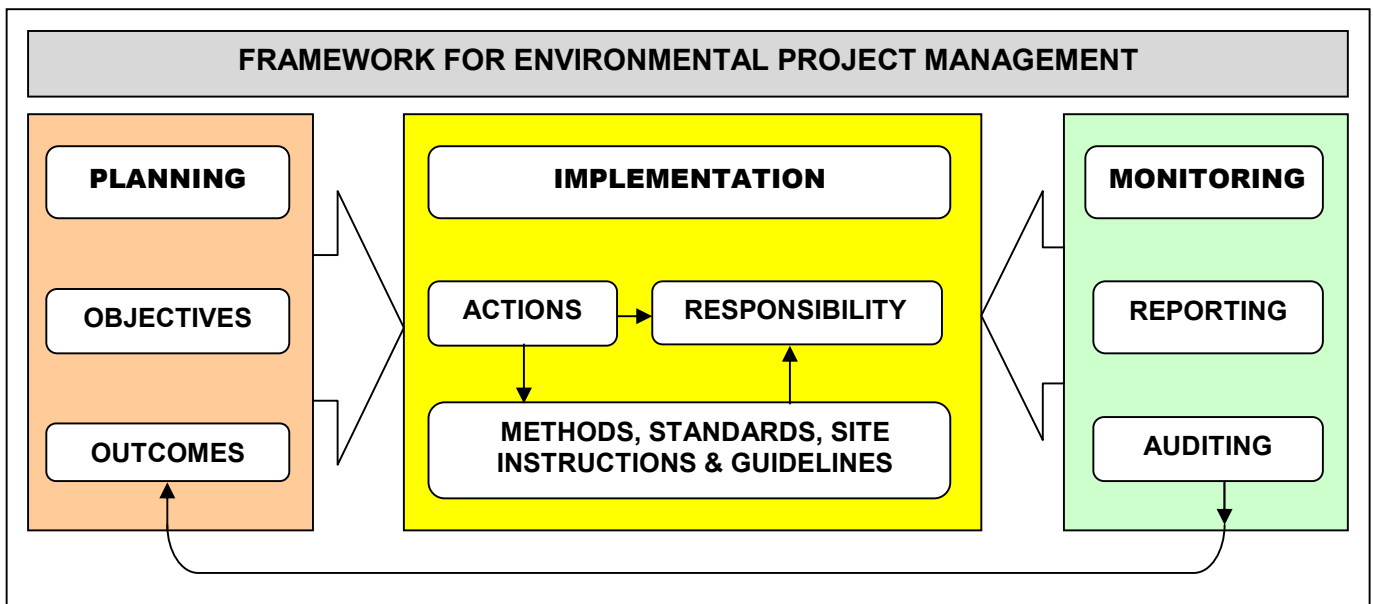 FRAMEWORK FOR ENVIRONMENTAL PROJECT MANAGEMENT
PLANNING
OBJECTIVES
OUTCOMES
IMPLEMENTATION
ACTIONS
RESPONSIBILITY
METHODS, STANDARDS, SITE
INSTRUCTIONS & GUIDELINES
MONITORING
REPORTING
AUDITING